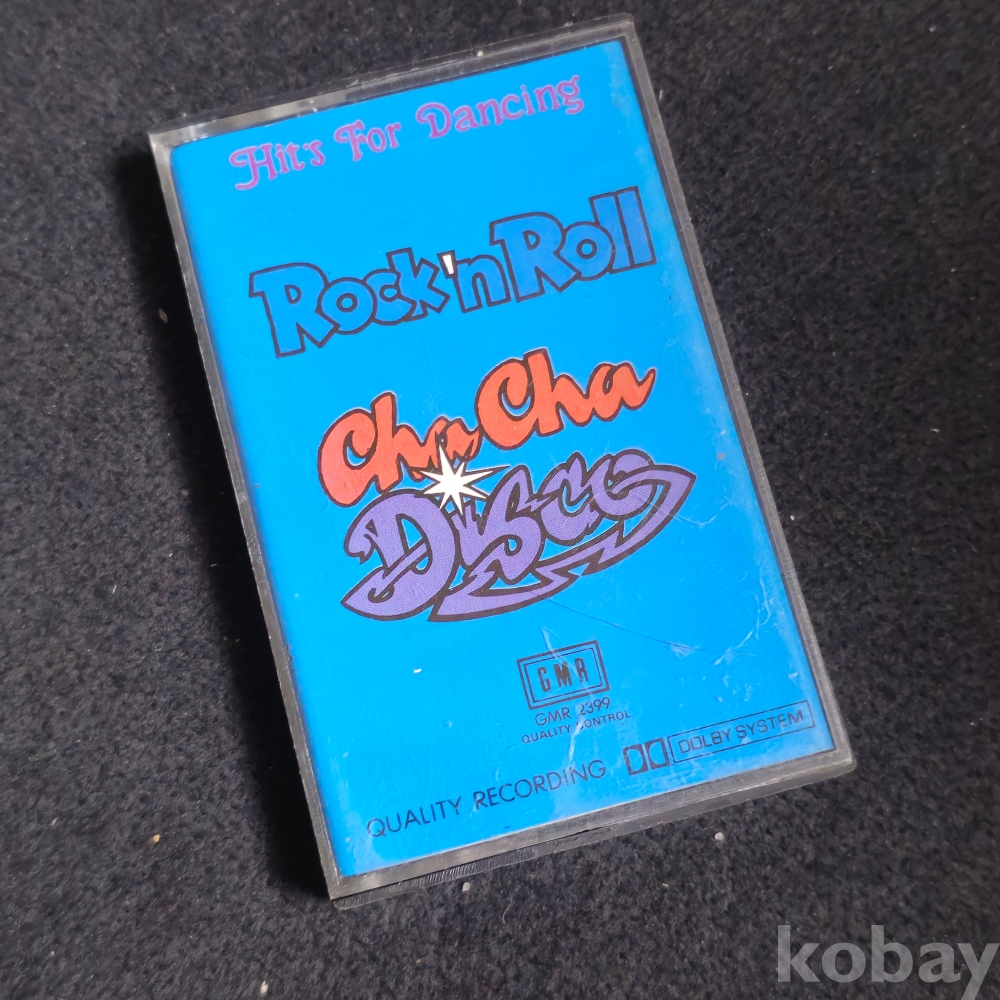 Hit's For Dancing
Rock'n Roll
Cha Cha
Disco
GMR
GMR 2399
QUALITY CONTROL
QUALITY RECORDING DOLBY SYSTEM
kobay